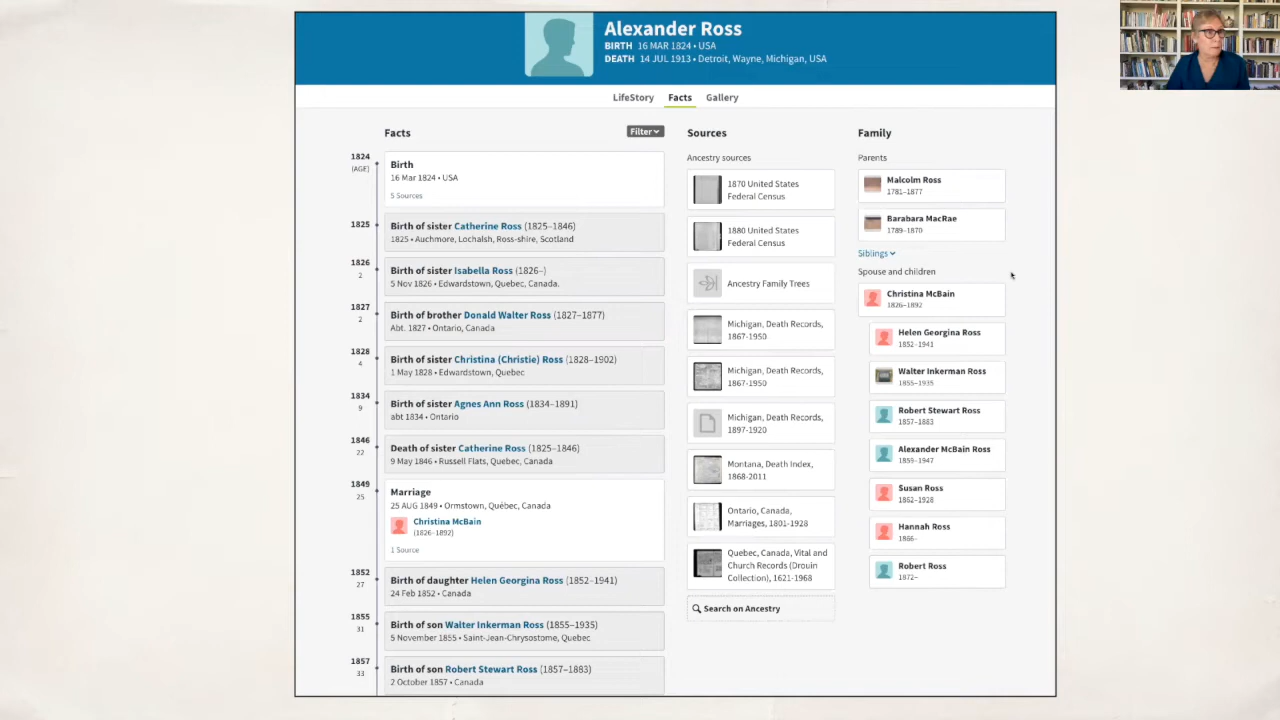 Alexander Ross
BIRTH 16 MAR 1824 • USA
DEATH 14 JUL 1913 • Detroit, Wayne, Michigan, USA
LifeStory Facts Gallery
Facts
Filter
1824
(AGE)
Birth
16 Mar 1824 • USA
5 Sources
1825
Birth of sister Catherine Ross (1825–1846)
1825 • Auchmore, Lochalsh, Ross-shire, Scotland
1826
2
Birth of sister Isabella Ross (1826–)
5 Nov 1826 • Edwardstown, Quebec, Canada.
1827
2
Birth of brother Donald Walter Ross (1827–1877)
Abt. 1827 • Ontario, Canada
1828
4
Birth of sister Christina (Christie) Ross (1828–1902)
1 May 1828 • Edwardstown, Quebec
1834
9
Birth of sister Agnes Ann Ross (1834–1891)
abt 1834 • Ontario
1846
22
Death of sister Catherine Ross (1825–1846)
9 May 1846 • Russell Flats, Quebec, Canada
1849
25
Marriage
25 AUG 1849 • Ormstown, Québec, Canada
Christina McBain
(1826–1892)
1 Source
1852
27
Birth of daughter Helen Georgina Ross (1852–1941)
24 Feb 1852 • Canada
1855
31
Birth of son Walter Inkerman Ross (1855–1935)
5 November 1855 • Saint-Jean-Chrysostome, Quebec
1857
33
Birth of son Robert Stewart Ross (1857–1883)
2 October 1857 • Canada
Sources
Ancestry sources
1870 United States
Federal Census
1880 United States
Federal Census
Ancestry Family Trees
Michigan, Death Records,
1867-1950
Michigan, Death Records,
1867-1950
Michigan, Death Records,
1897-1920
Montana, Death Index,
1868-2011
Ontario, Canada,
Marriages, 1801-1928
Quebec, Canada, Vital and
Church Records (Drouin
Collection), 1621-1968
Search on Ancestry
Family
Parents
Malcolm Ross
1781–1877
Barabara MacRae
1789–1870
Siblings
Spouse and children
Christina McBain
1826–1892
Helen Georgina Ross
1852–1941
Walter Inkerman Ross
1855–1935
Robert Stewart Ross
1857–1883
Alexander McBain Ross
1859–1947
Susan Ross
1862–1928
Hannah Ross
1866–
Robert Ross
1872–